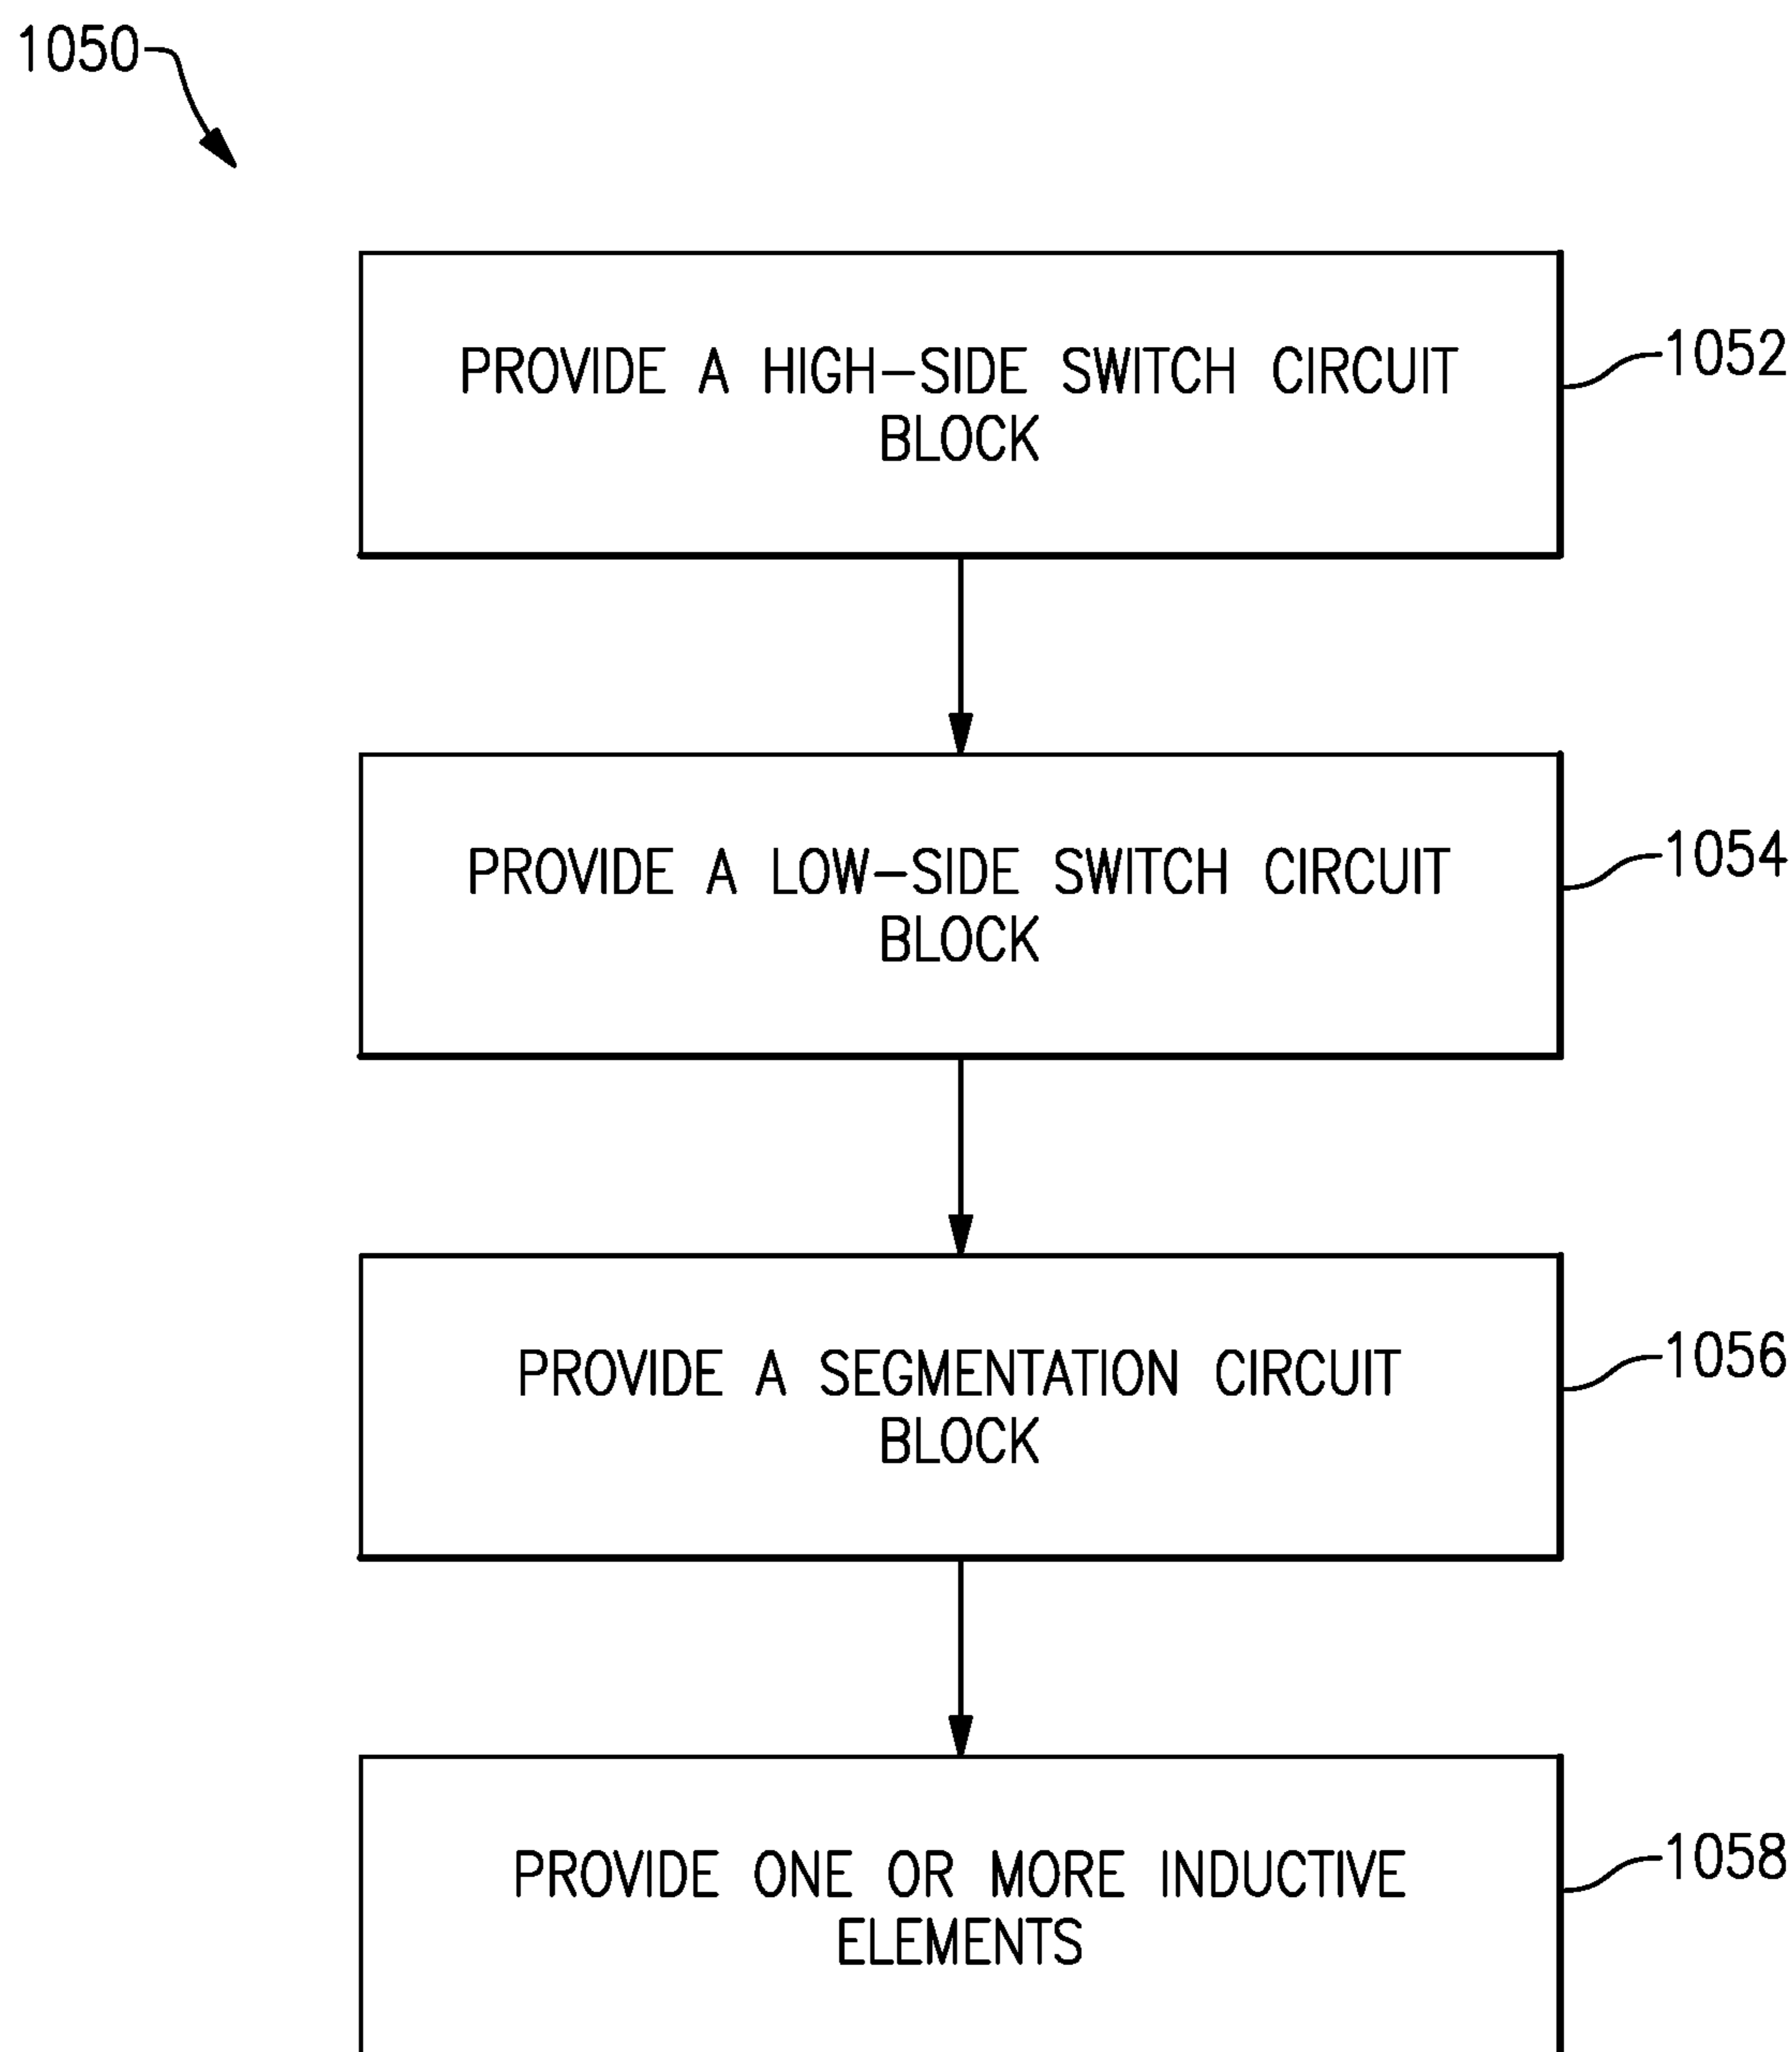 1050
PROVIDE A HIGH-SIDE SWITCH CIRCUIT
BLOCK
1052
PROVIDE A LOW-SIDE SWITCH CIRCUIT
BLOCK
1054
PROVIDE A SEGMENTATION CIRCUIT
BLOCK
1056
PROVIDE ONE OR MORE INDUCTIVE
ELEMENTS
1058